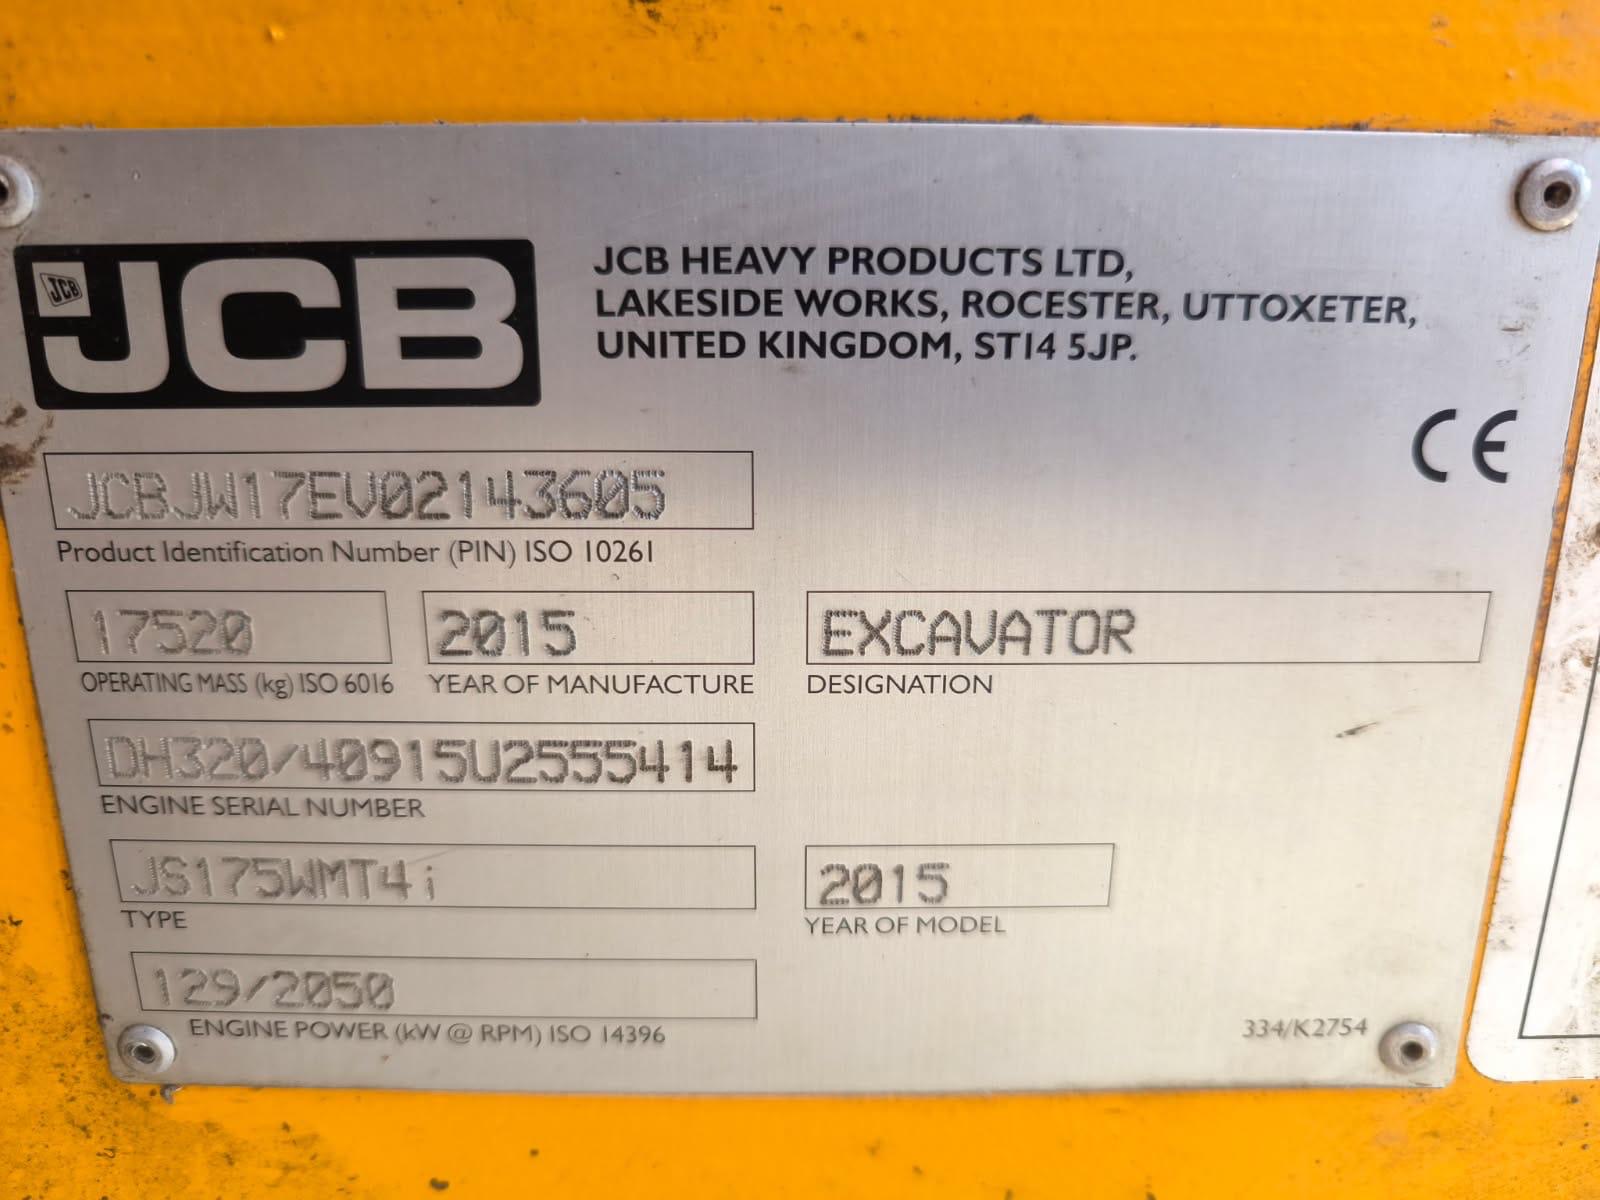 JCB
JCB
JCB HEAVY PRODUCTS LTD,
LAKESIDE WORKS, ROCESTER, UTTOXETER,
UNITED KINGDOM, ST14 5JP.
CE
JCBJW17EV02143605
Product Identification Number (PIN) ISO 10261
17520
OPERATING MASS (kg) ISO 6016
2015
YEAR OF MANUFACTURE
EXCAVATOR
DESIGNATION
DH320/40915U2555414
ENGINE SERIAL NUMBER
JS175WMT4i
TYPE
2015
YEAR OF MODEL
129/2050
ENGINE POWER (kW @ RPM) ISO 14396
334/K2754